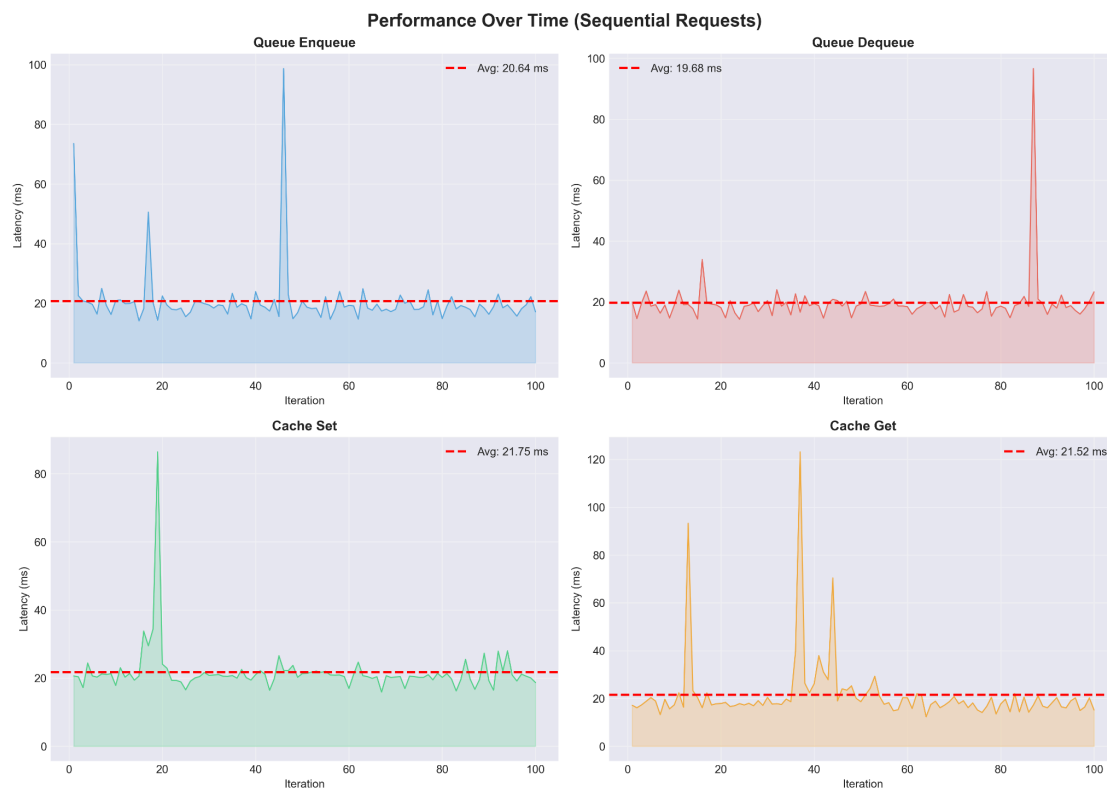 Performance Over Time (Sequential Requests)
Queue Enqueue
Avg: 20.64 ms
Latency (ms)
100
80
60
40
20
0
0 20 40 60 80 100
Iteration
Queue Dequeue
Avg: 19.68 ms
Latency (ms)
100
80
60
40
20
0
0 20 40 60 80 100
Iteration
Cache Set
Avg: 21.75 ms
Latency (ms)
80
60
40
20
0
0 20 40 60 80 100
Iteration
Cache Get
Avg: 21.52 ms
Latency (ms)
120
100
80
60
40
20
0
0 20 40 60 80 100
Iteration